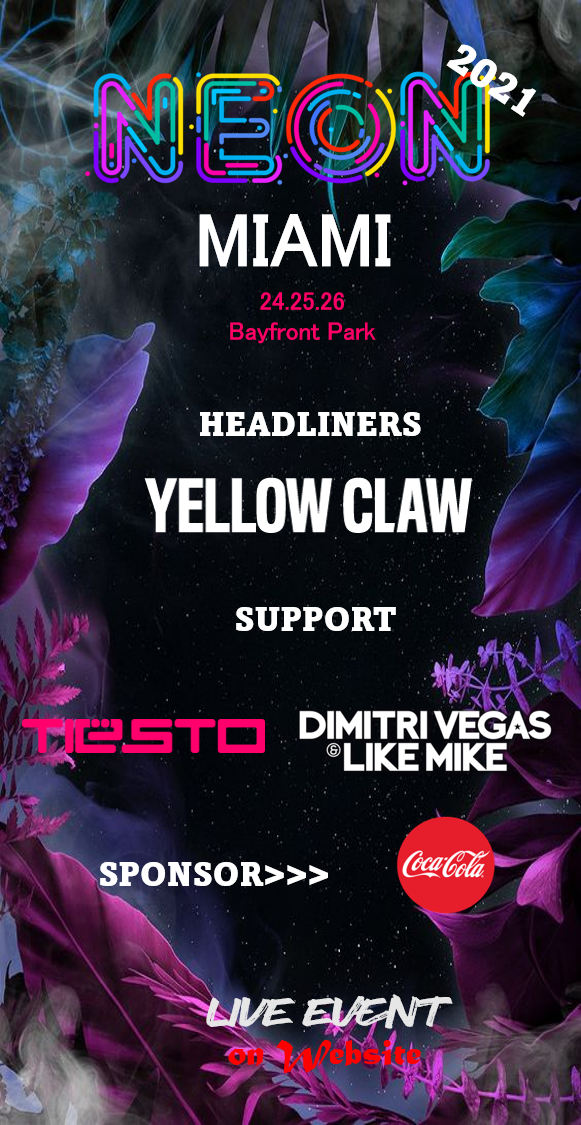 NEON
2021
MIAMI
24.25.26
Bayfront Park
HEADLINERS
YELLOW CLAW
SUPPORT
TIËSTO
DIMITRI VEGAS
& LIKE MIKE
SPONSOR>>>
Coca-Cola
LIVE EVENT
on Website